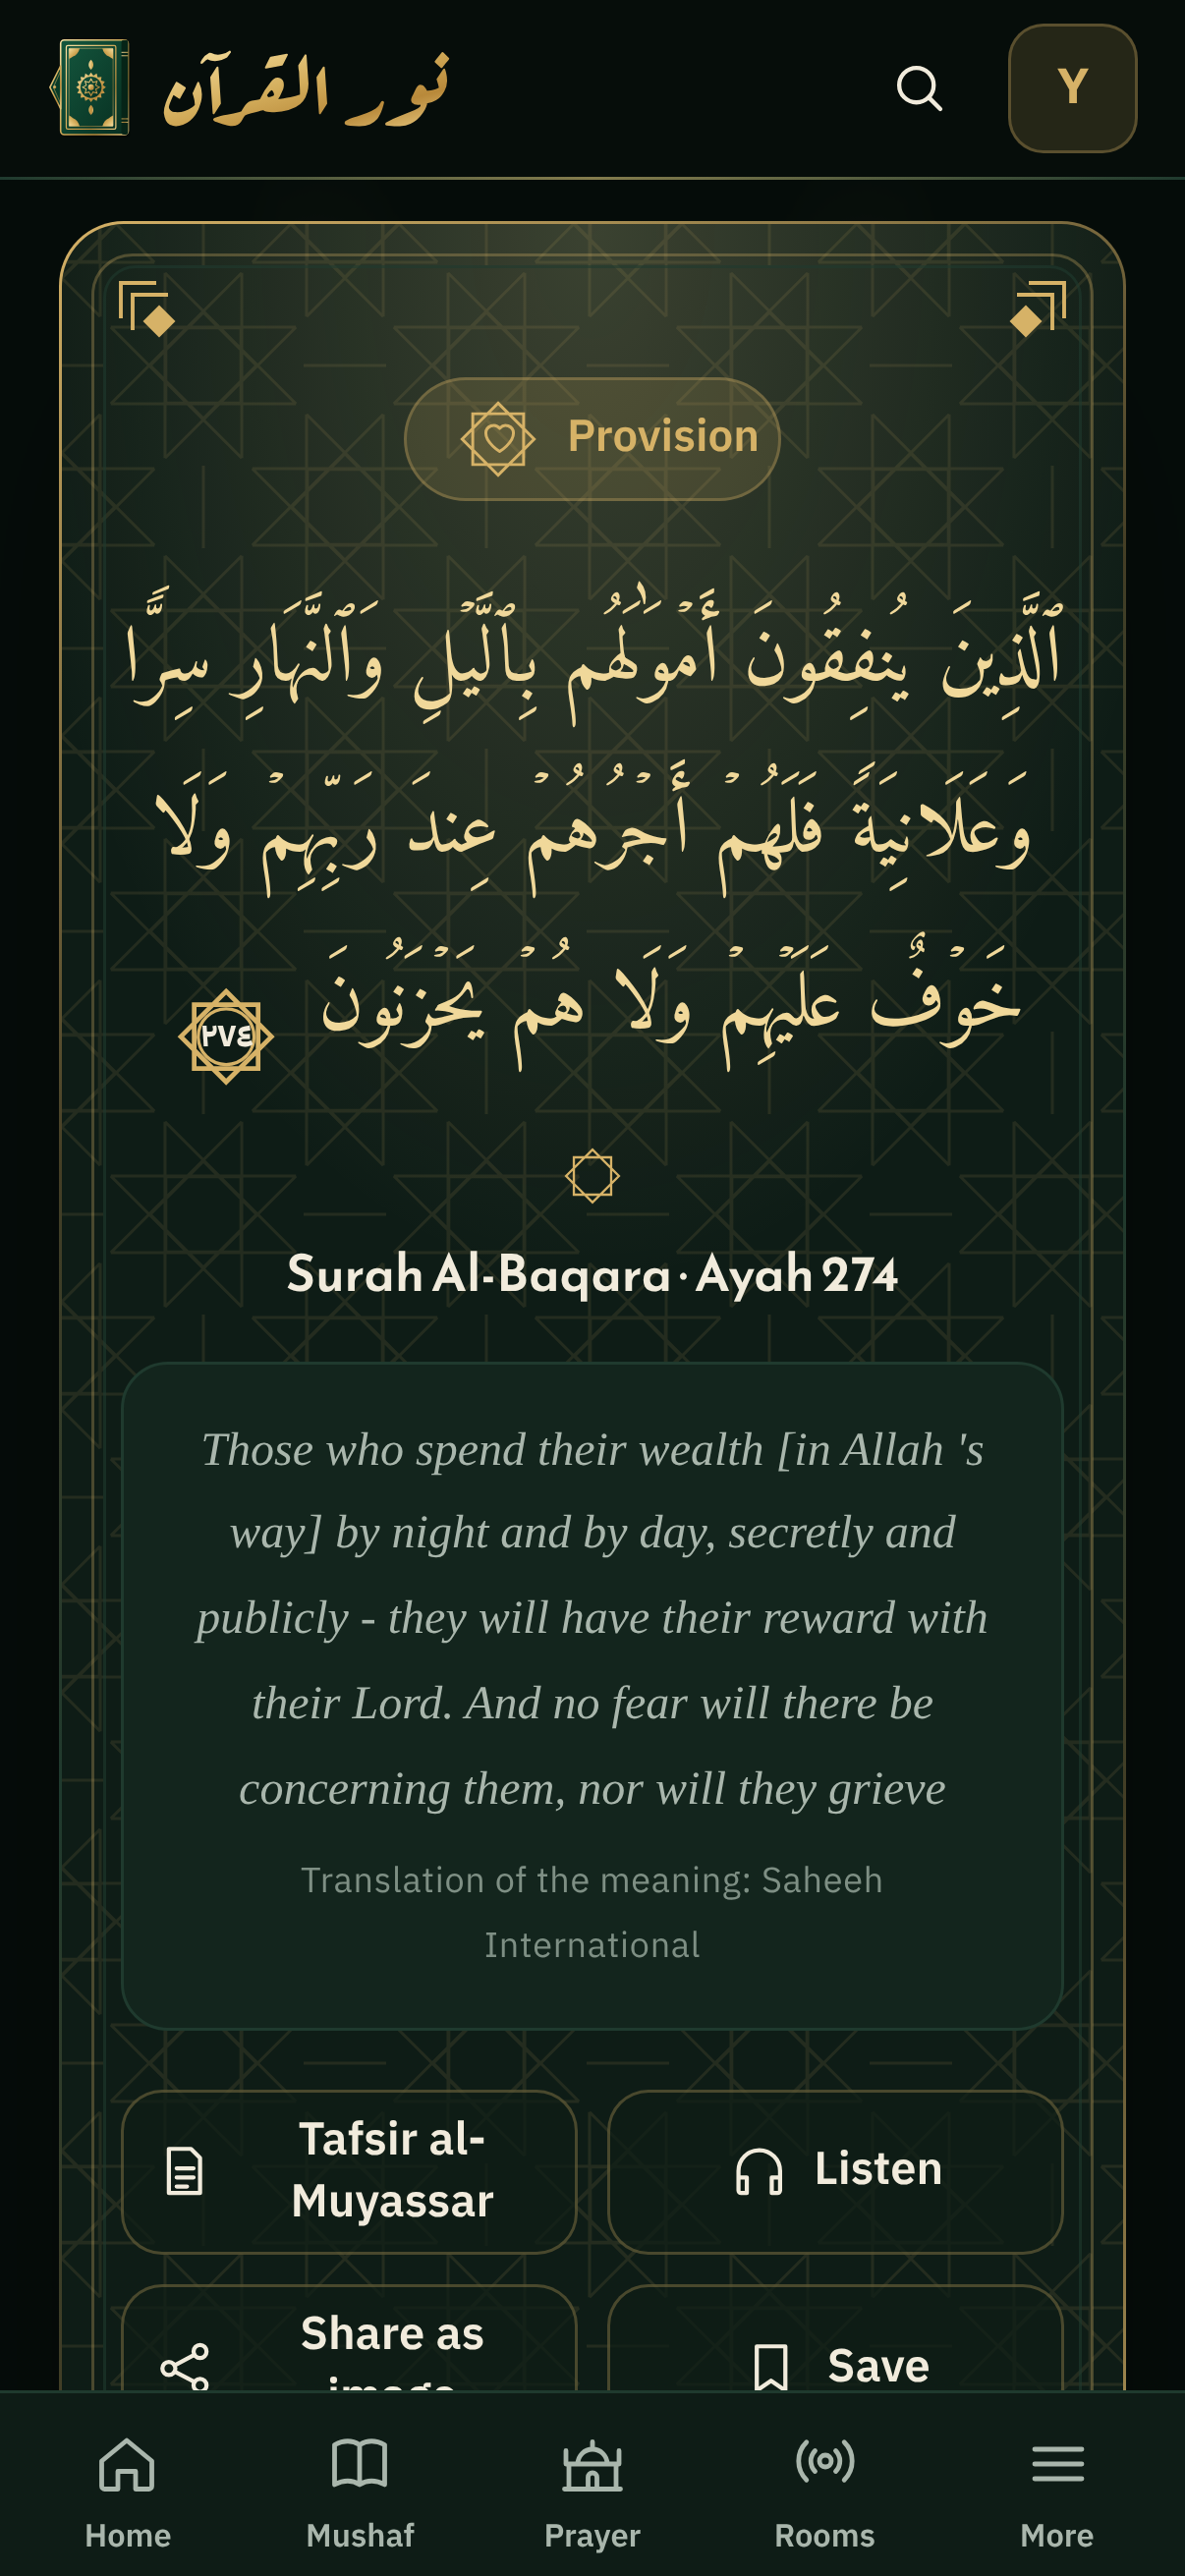 نور القرآن
Y
Provision
ٱلَّذِينَ يُنفِقُونَ أَمۡوَٰلَهُم بِٱلَّيۡلِ وَٱلنَّهَارِ سِرّٗا
وَعَلَانِيَةٗ فَلَهُمۡ أَجۡرُهُمۡ عِندَ رَبِّهِمۡ وَلَا
خَوۡفٌ عَلَيۡهِمۡ وَلَا هُمۡ يَحۡزَنُونَ ٢٧٤
Surah Al-Baqara · Ayah 274
Those who spend their wealth [in Allah 's
way] by night and by day, secretly and
publicly - they will have their reward with
their Lord. And no fear will there be
concerning them, nor will they grieve
Translation of the meaning: Saheeh
International
Tafsir al-
Muyassar
Listen
Share as
image
Save
Home
Mushaf
Prayer
Rooms
More